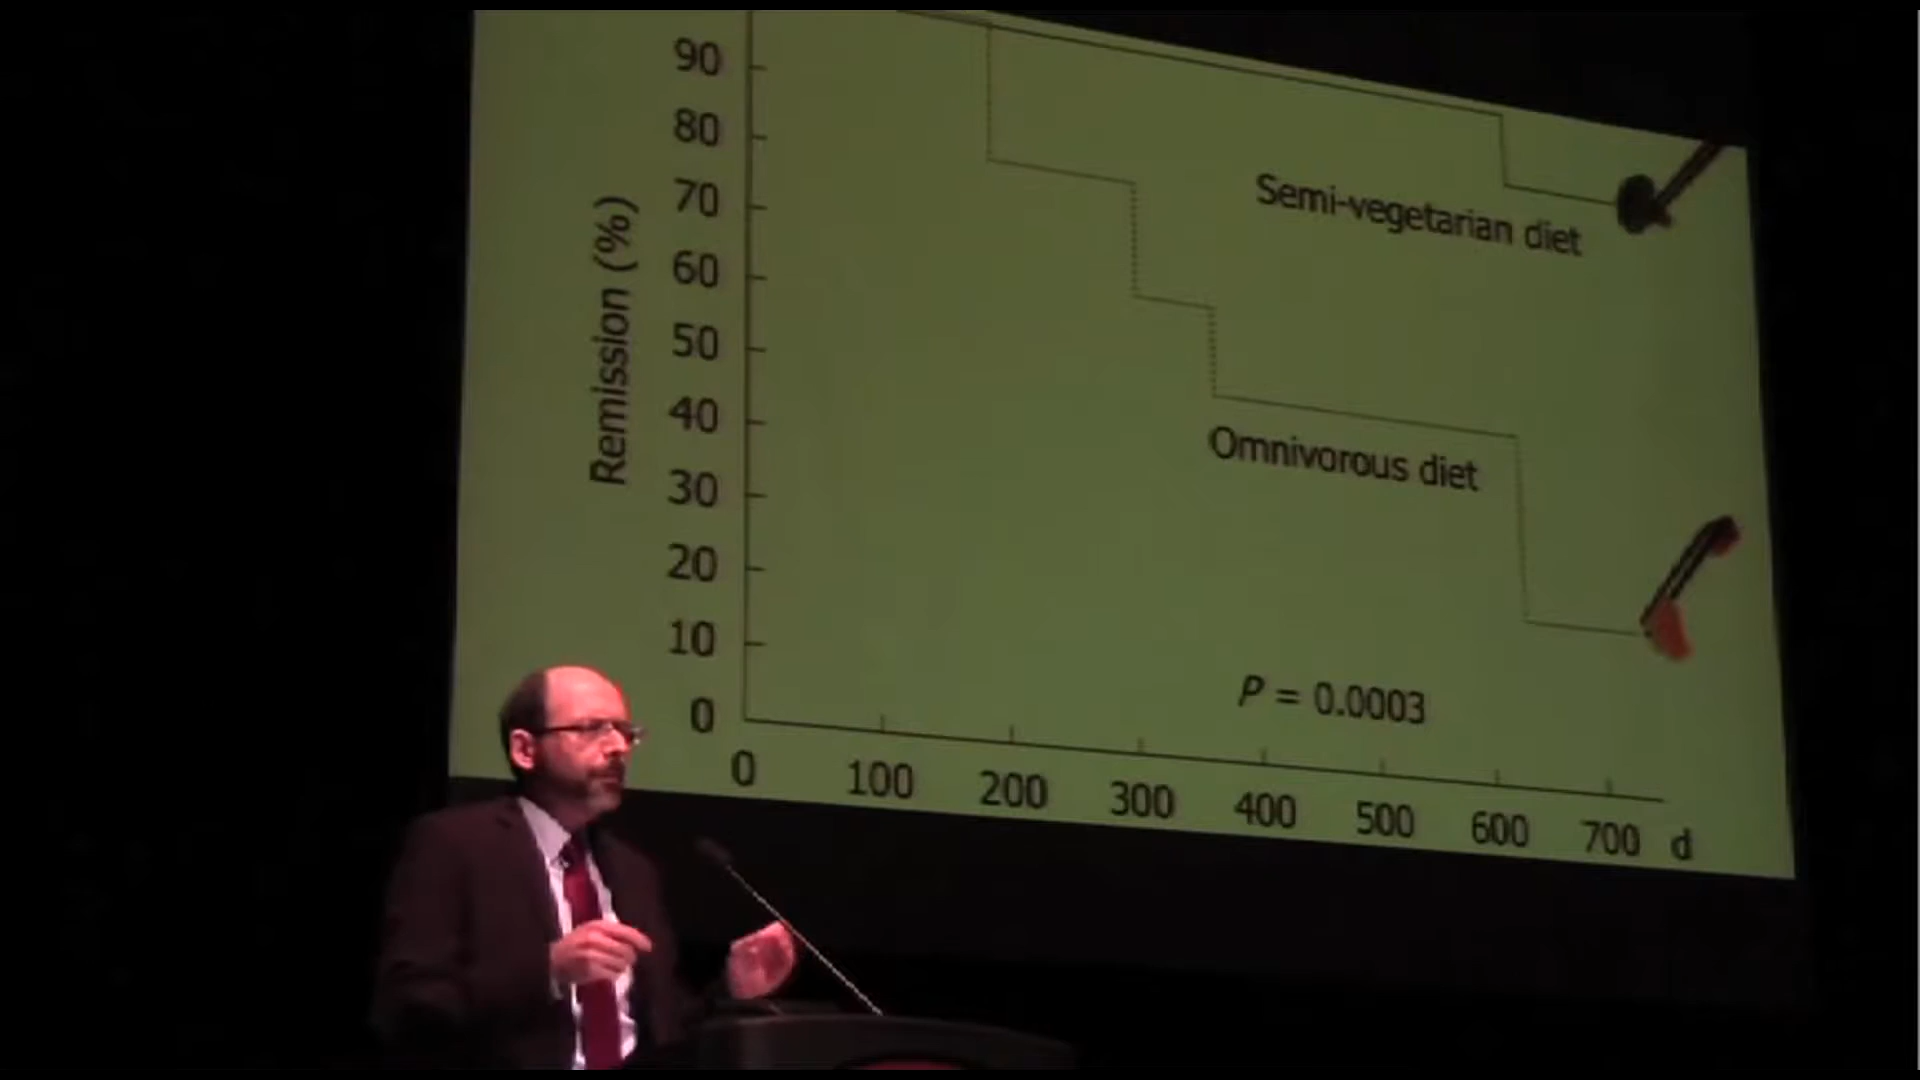 90
80
70
60
50
40
30
20
10
0
Remission (%)
Semi-vegetarian diet
Omnivorous diet
P = 0.0003
0 100 200 300 400 500 600 700 d